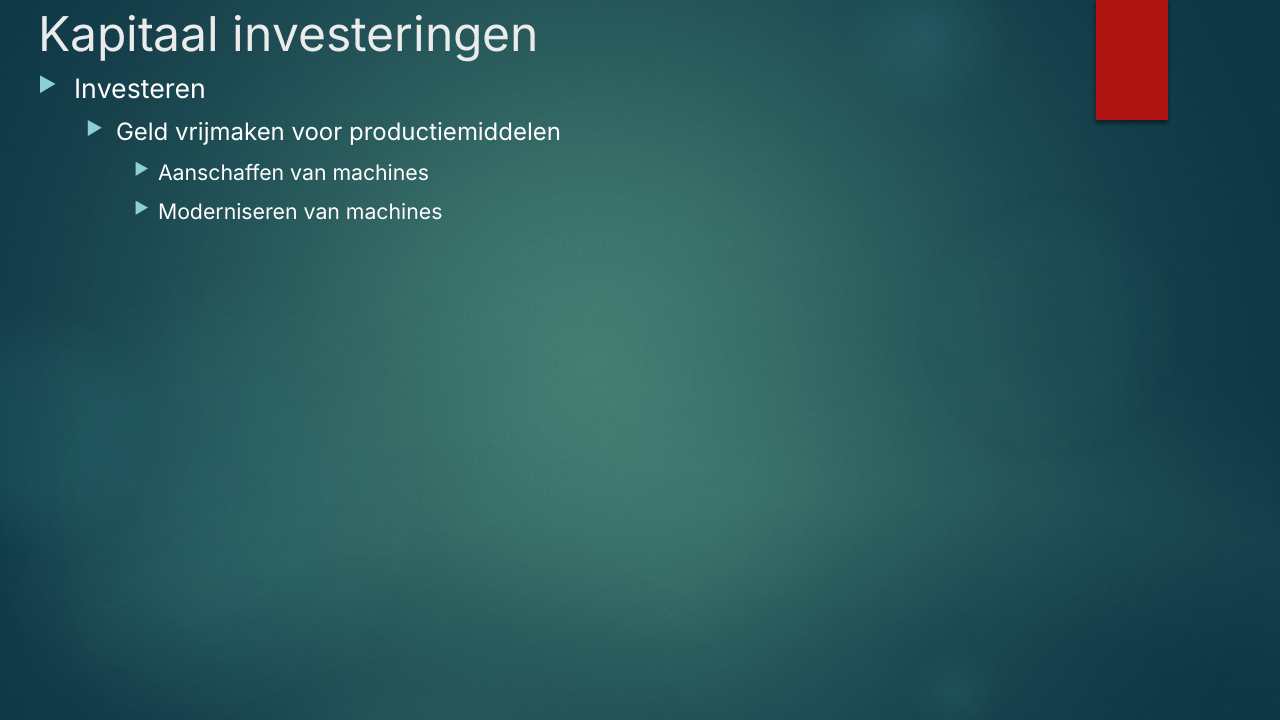 Kapitaal investeringen
Investeren
Geld vrijmaken voor productiemiddelen
Aanschaffen van machines
Moderniseren van machines